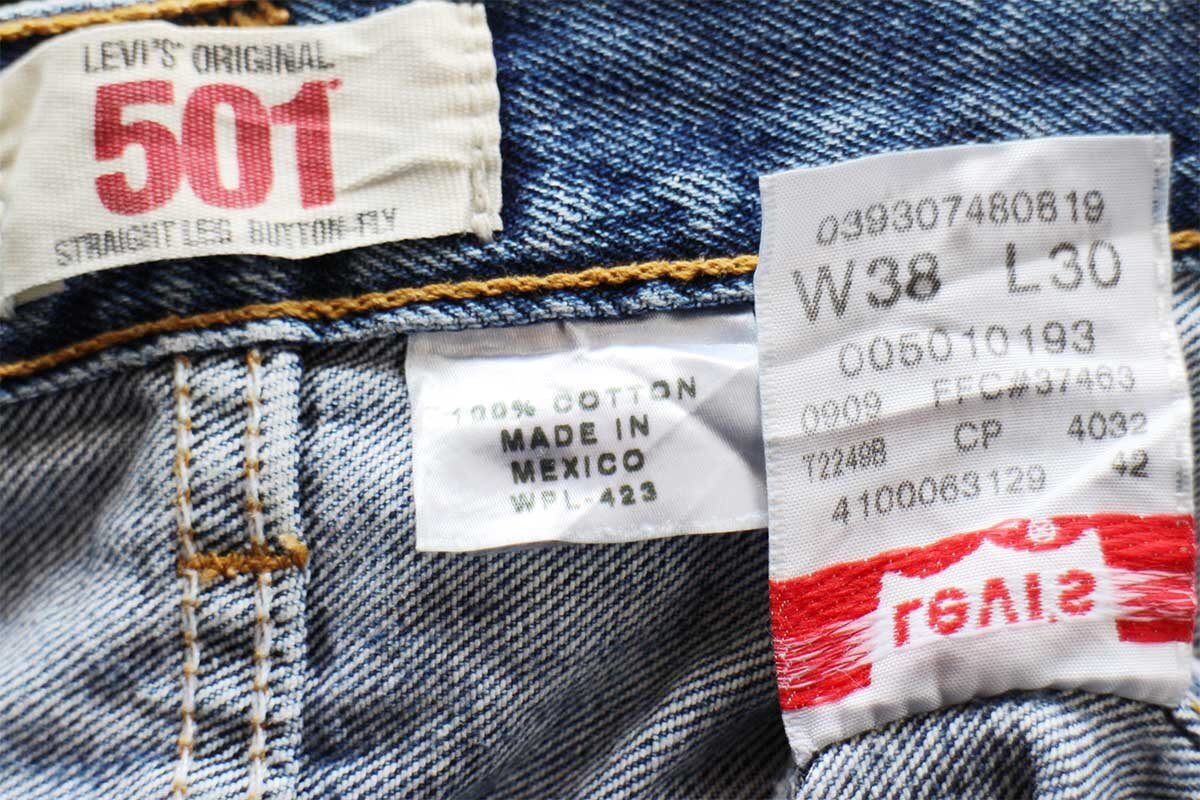 LEVI'S ORIGINAL
501
STRAIGHT LEG BUTTON-FLY
100% COTTON
MADE IN
MEXICO
WPL-423
039307480819
W38 L30
005010193
0909 FFC#37463
T2249B CP 4032
4100063129 42
Levi's